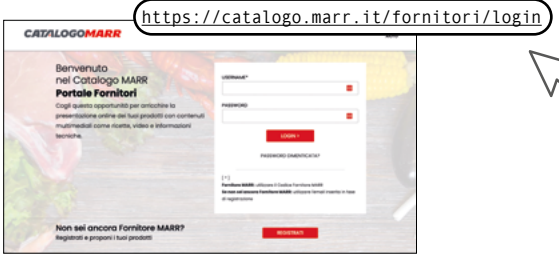 https://catalogo.marr.it/fornitori/login
CATALOGOMARR
Benvenuto
nel Catalogo MARR
Portale Fornitori
Cogli questa opportunità per arricchire la
presentazione online dei tuoi prodotti con contenuti
multimediali come ricette, video e informazioni
tecniche.
USERNAME*
PASSWORD
LOGIN >
PASSWORD DIMENTICATA?
(*)
Fornitore MARR: utilizzare il Codice Fornitore MARR
Se non sei ancora Fornitore MARR: utilizzare l'email inserita in fase
di registrazione
Non sei ancora Fornitore MARR?
Registrati e proponi i tuoi prodotti
REGISTRATI